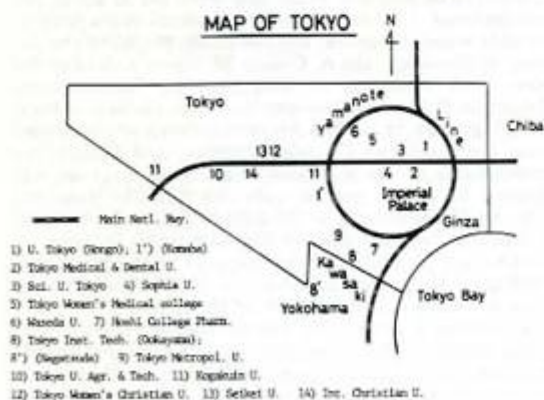 MAP OF TOKYO
N
4
Tokyo
Yamanote Line
Chiba
6 5 3 1
1312
11 10 14 11 4 2
1'
Imperial
Palace
Ginza
9
8 7
Main Natl. Rwy.
Kawasaki
8'
Yokohama
Tokyo Bay
1) U. Tokyo (Hongo); 1') (Komaba)
2) Tokyo Medical & Dental U.
3) Sci. U. Tokyo 4) Sophia U.
5) Tokyo Women's Medical college
6) Waseda U. 7) Hoshi College Pharm.
8) Tokyo Inst. Tech. (Ookayama);
8') (Nagatsuda) 9) Tokyo Metropol. U.
10) Tokyo U. Agr. & Tech. 11) Kogakuin U.
12) Tokyo Women's Christian U. 13) Seikei U. 14) Int. Christian U.